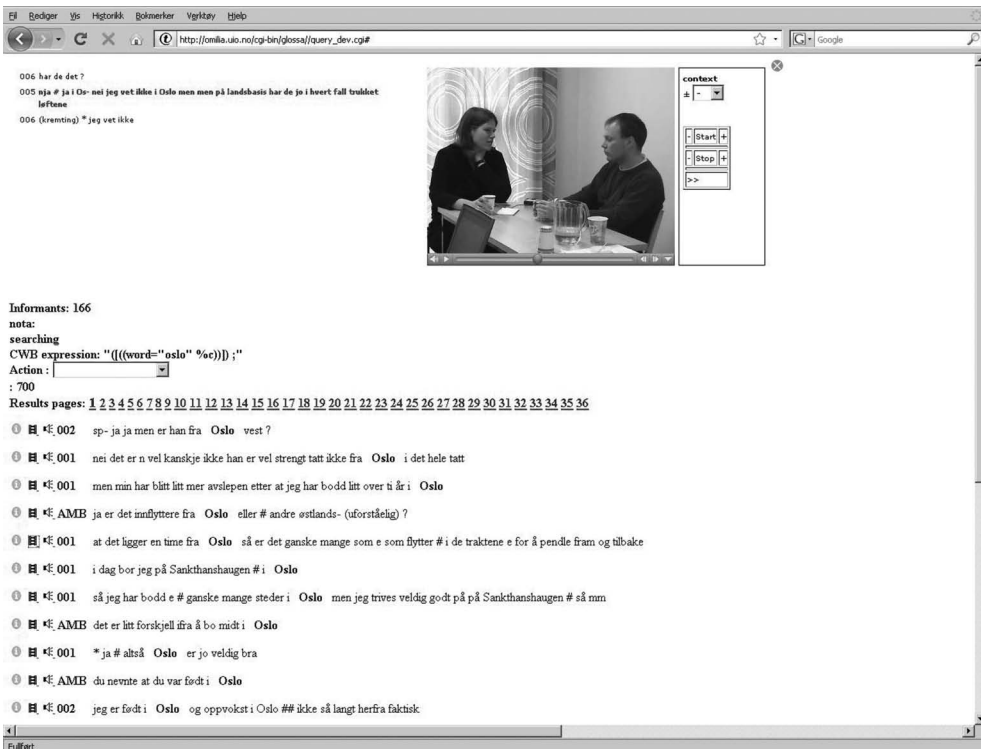 Fil Rediger Vis Historikk Bokmerker Verktøy Hjelp
http://omilia.uio.no/cgi-bin/glossa//query_dev.cgi#
Google
006 har de det ?
005 nja # ja i Os- nei jeg vet ikke i Oslo men men på landsbasis har de jo i hvert fall trukket
løftene
006 (kremting) * jeg vet ikke
context
± -
- Start +
- Stop +
>>
Informants: 166
nota:
searching
CWB expression: "([((word="oslo" %c))]) ;"
Action :
: 700
Results pages: 1 2 3 4 5 6 7 8 9 10 11 12 13 14 15 16 17 18 19 20 21 22 23 24 25 26 27 28 29 30 31 32 33 34 35 36
002 sp- ja ja men er han fra Oslo vest ?
001 nei det er n vel kanskje ikke han er vel strengt tatt ikke fra Oslo i det hele tatt
001 men min har blitt litt mer avslepen etter at jeg har bodd litt over ti år i Oslo
AMB ja er det innflyttere fra Oslo eller # andre østlands- (uforståelig) ?
001 at det ligger en time fra Oslo så er det ganske mange som e som flytter # i de traktene e for å pendle fram og tilbake
001 i dag bor jeg på Sankthanshaugen # i Oslo
001 så jeg har bodd e # ganske mange steder i Oslo men jeg trives veldig godt på på Sankthanshaugen # så mm
AMB det er litt forskjell ifra å bo midt i Oslo
001 * ja # altså Oslo er jo veldig bra
AMB du nevnte at du var født i Oslo
002 jeg er født i Oslo og oppvokst i Oslo ## ikke så langt herfra faktisk
Fullført